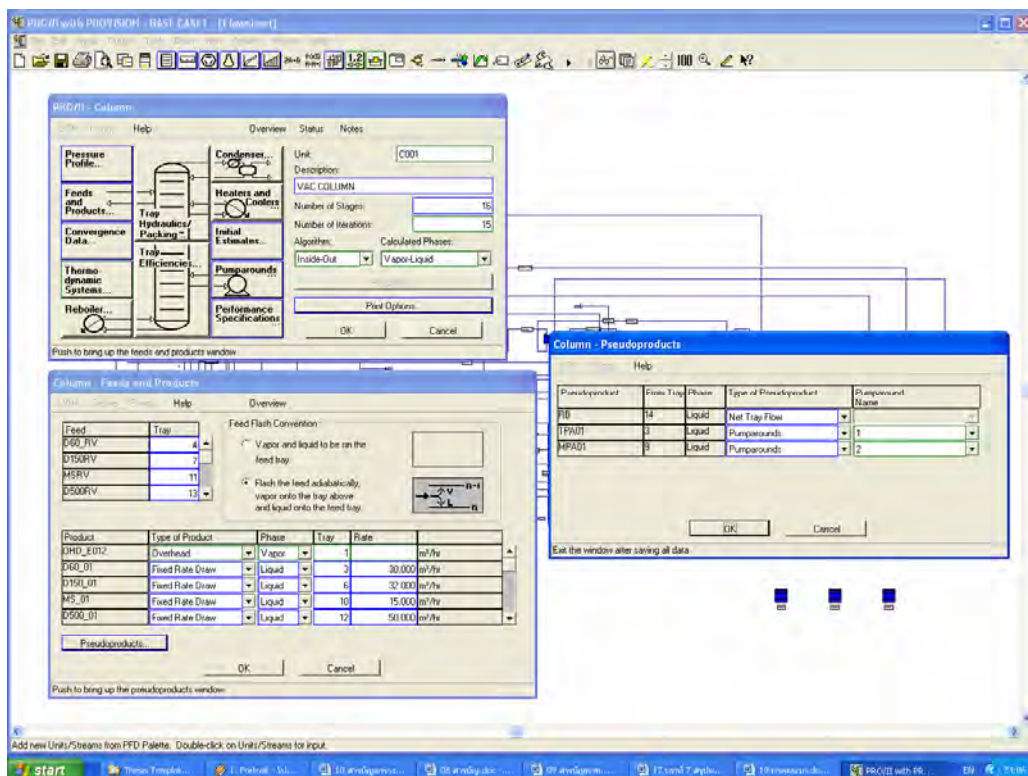 PRO/II with PROVISION - BASE CASE1 - [Flowsheet]
PRO/II - Column
Help Overview Status Notes
Pressure Profile...
Feeds and Products...
Convergence Data...
Thermo-dynamic Systems...
Reboiler...
Tray Hydraulics/ Packing
Tray Efficiencies...
Condenser...
Heaters and Coolers
Initial Estimates...
Pumparounds
Performance Specifications
Unit: C001
Description:
VAC COLUMN
Number of Stages: 16
Number of Iterations: 15
Algorithm: Calculated Phases:
Inside-Out Vapor-Liquid
Print Options...
OK Cancel
Push to bring up the feeds and products window
Column - Feeds and Products
Help Overview
Feed Tray
D60_RV 4
D150RV 7
MSRV 11
D500RV 13
Feed Flash Convention
Vapor and liquid to be on the
feed tray.
Flash the feed adiabatically,
vapor onto the tray above
and liquid onto the feed tray.
n-1
V
L
n
Product Type of Product Phase Tray Rate
OHD_E012 Overhead Vapor 1 m³/hr
D60_01 Fixed Rate Draw Liquid 3 30.000 m³/hr
D150_01 Fixed Rate Draw Liquid 6 32.000 m³/hr
MS_01 Fixed Rate Draw Liquid 10 15.000 m³/hr
D500_01 Fixed Rate Draw Liquid 12 50.000 m³/hr
Pseudoproducts...
OK Cancel
Push to bring up the pseudoproducts window
Column - Pseudoproducts
Help
Pseudoproduct From Tray Phase Type of Pseudoproduct Pumparound Name
14 Liquid Net Tray Flow
TPA01 3 Liquid Pumparounds 1
MPA01 9 Liquid Pumparounds 2
OK Cancel
Exit the window after saving all data
Add new Units/Streams from PFD Palette. Double-click on Units/Streams for input.
start
PRO/II with PR...
EN